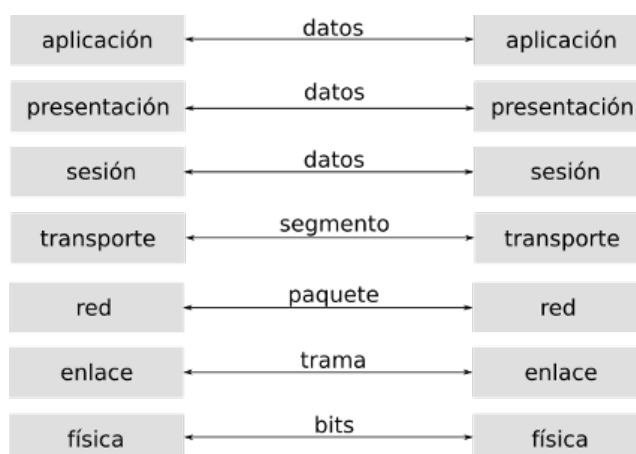 aplicación datos aplicación
presentación datos presentación
sesión datos sesión
transporte segmento transporte
red paquete red
enlace trama enlace
física bits física